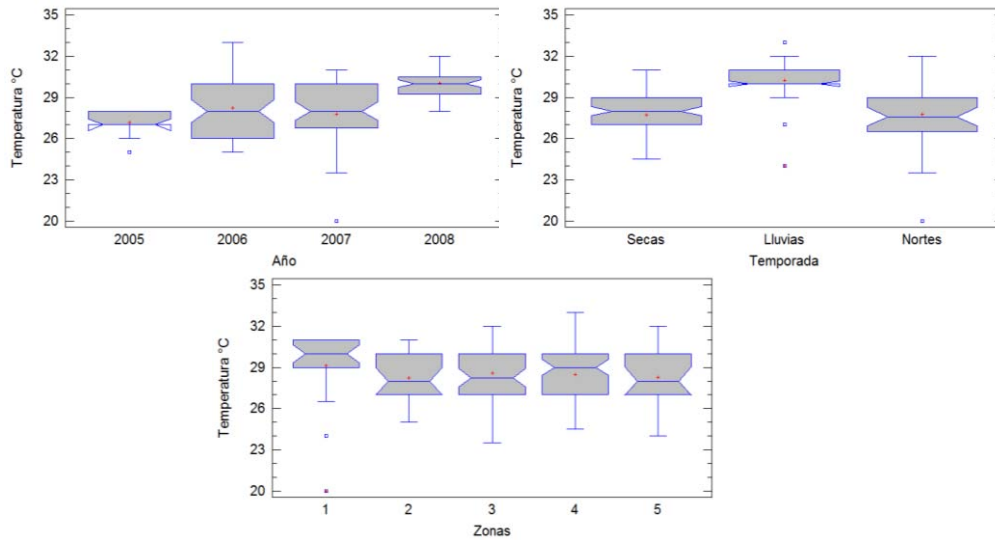 35
32
29
26
23
20
Temperatura °C
2005 2006 2007 2008
Año
35
32
29
26
23
20
Temperatura °C
Secas Lluvias Nortes
Temporada
35
32
29
26
23
20
Temperatura °C
1 2 3 4 5
Zonas